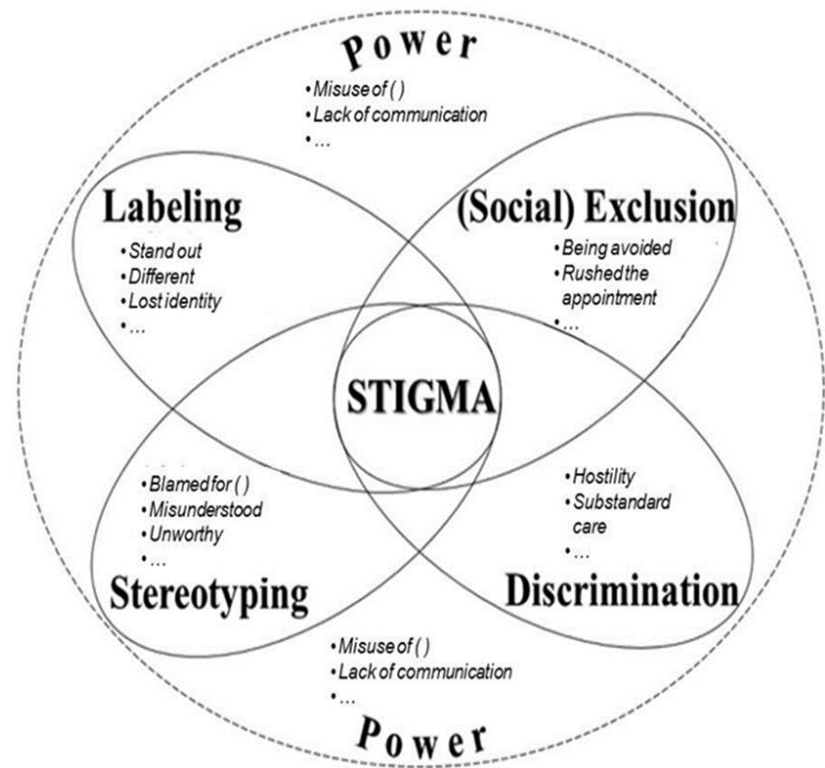 Power
• Misuse of ( )
• Lack of communication
• ...
Labeling
• Stand out
• Different
• Lost identity
• ...
(Social) Exclusion
• Being avoided
• Rushed the
appointment
• ...
STIGMA
• Blamed for ( )
• Misunderstood
• Unworthy
• ...
Stereotyping
• Hostility
• Substandard
care
• ...
Discrimination
• Misuse of ( )
• Lack of communication
• ...
Power